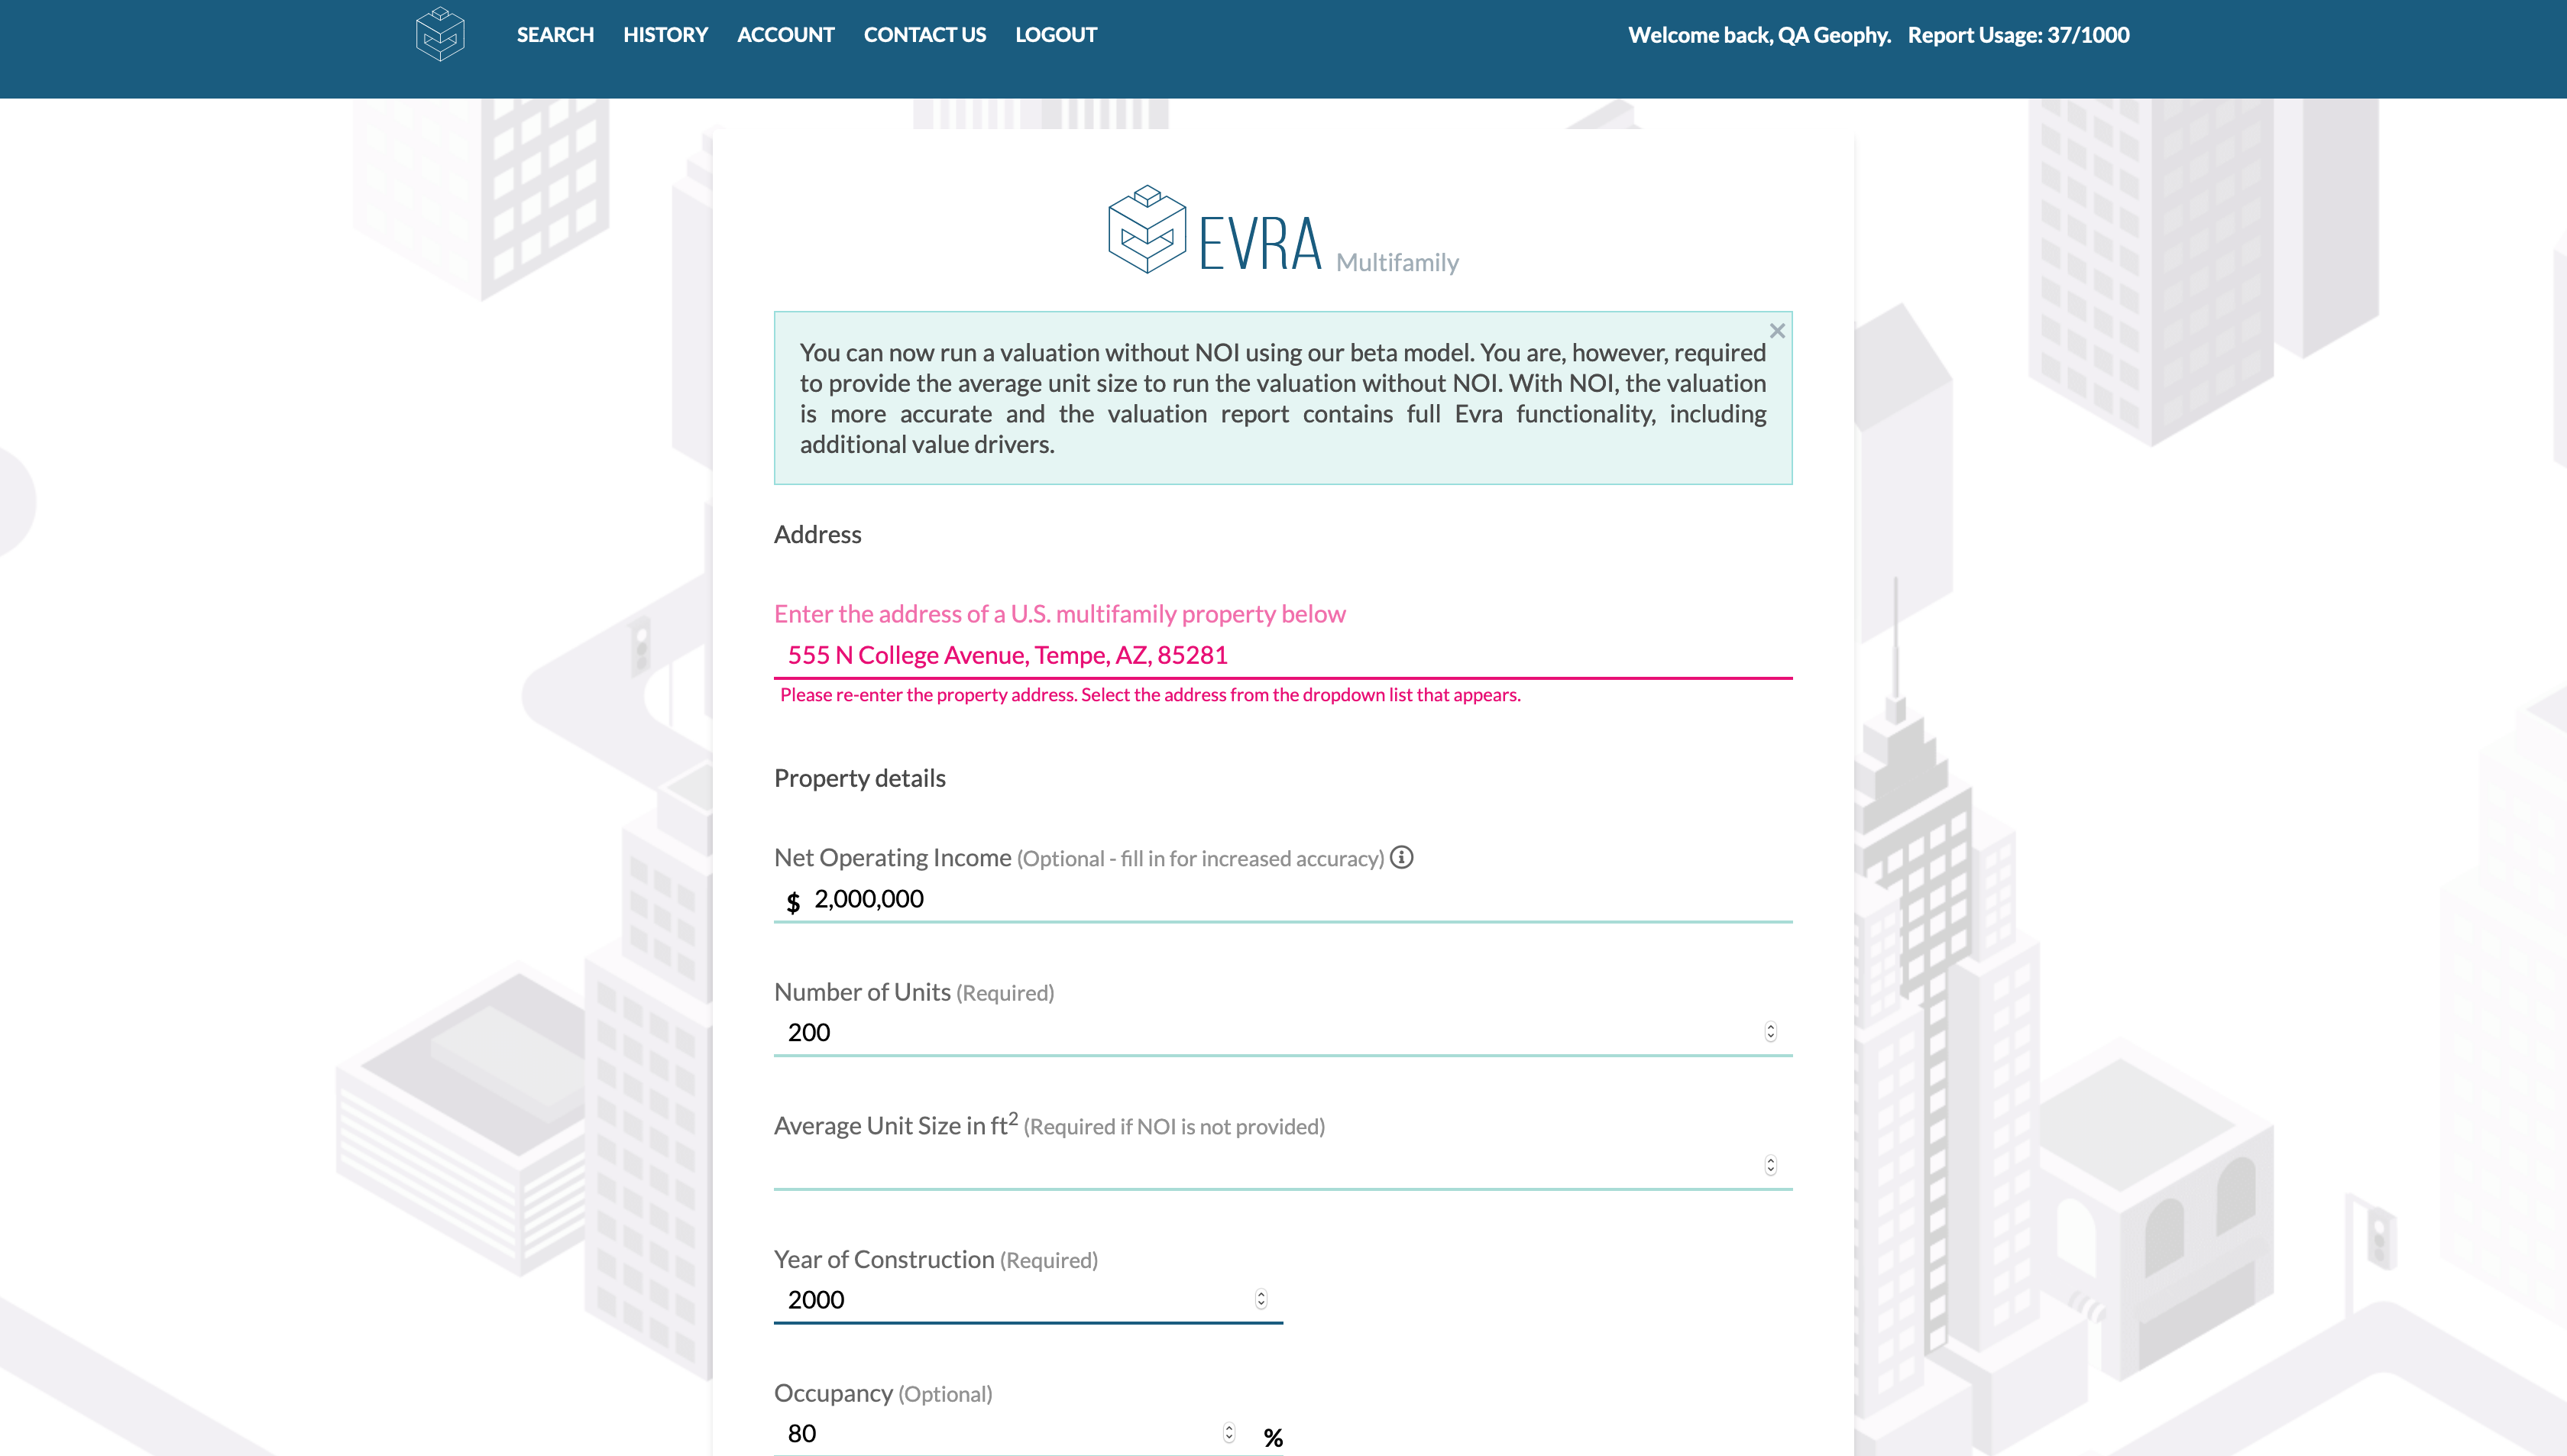 SEARCH HISTORY ACCOUNT CONTACT US LOGOUT Welcome back, QA Geophy. Report Usage: 37/1000
EVRA Multifamily
You can now run a valuation without NOI using our beta model. You are, however, required
to provide the average unit size to run the valuation without NOI. With NOI, the valuation
is more accurate and the valuation report contains full Evra functionality, including
additional value drivers.
Address
Enter the address of a U.S. multifamily property below
555 N College Avenue, Tempe, AZ, 85281
Please re-enter the property address. Select the address from the dropdown list that appears.
Property details
Net Operating Income (Optional - fill in for increased accuracy)
$ 2,000,000
Number of Units (Required)
200
Average Unit Size in ft² (Required if NOI is not provided)
Year of Construction (Required)
2000
Occupancy (Optional)
80 %